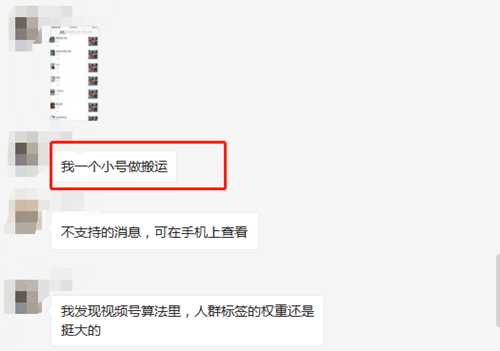 我一个小号做搬运
不支持的消息，可在手机上查看
我发现视频号算法里，人群标签的权重还是
挺大的